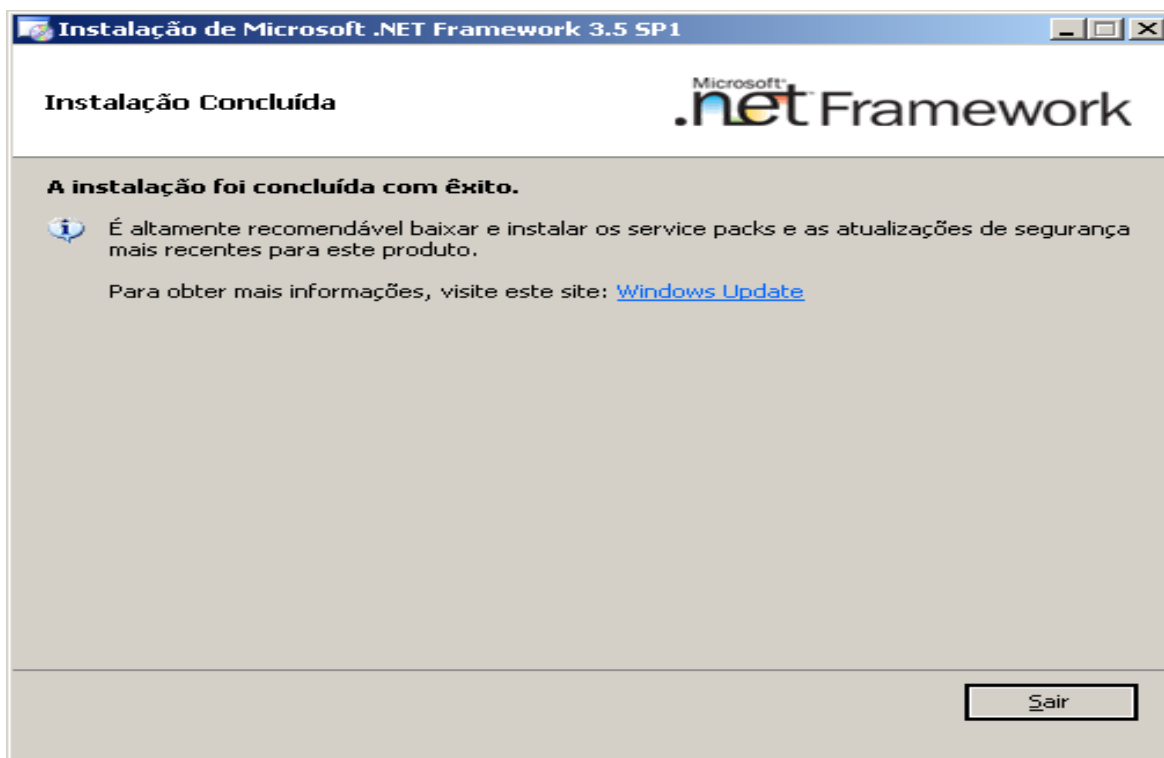 Instalação de Microsoft .NET Framework 3.5 SP1
Instalação Concluída
Microsoft
.net™ Framework
A instalação foi concluída com êxito.
É altamente recomendável baixar e instalar os service packs e as atualizações de segurança
mais recentes para este produto.
Para obter mais informações, visite este site: Windows Update
Sair